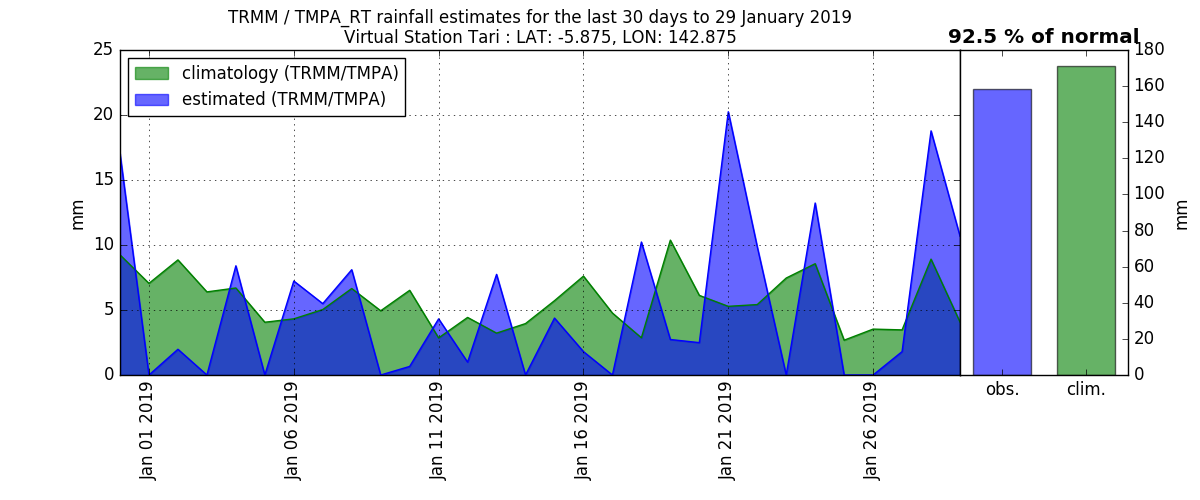 TRMM / TMPA_RT rainfall estimates for the last 30 days to 29 January 2019
Virtual Station Tari : LAT: -5.875, LON: 142.875
92.5 % of normal
climatology (TRMM/TMPA)
estimated (TRMM/TMPA)
mm
25
20
15
10
5
0
Jan 01 2019
Jan 06 2019
Jan 11 2019
Jan 16 2019
Jan 21 2019
Jan 26 2019
obs.
clim.
180
160
140
120
100
80
60
40
20
0
mm